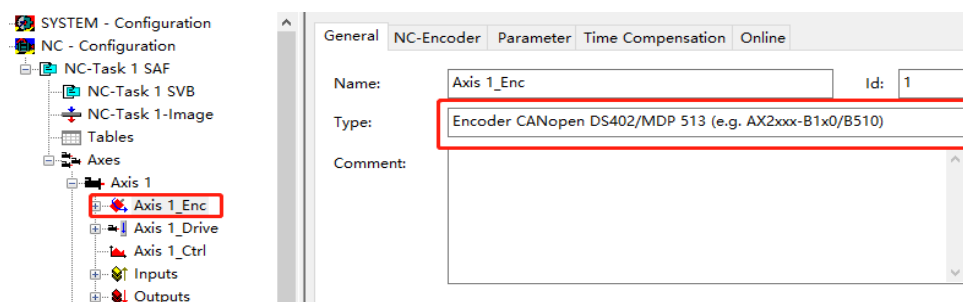 SYSTEM - Configuration
NC - Configuration
NC-Task 1 SAF
NC-Task 1 SVB
NC-Task 1-Image
Tables
Axes
Axis 1
Axis 1_Enc
Axis 1_Drive
Axis 1_Ctrl
Inputs
Outputs
General NC-Encoder Parameter Time Compensation Online
Name: Axis 1_Enc Id: 1
Type: Encoder CANopen DS402/MDP 513 (e.g. AX2xxx-B1x0/B510)
Comment: